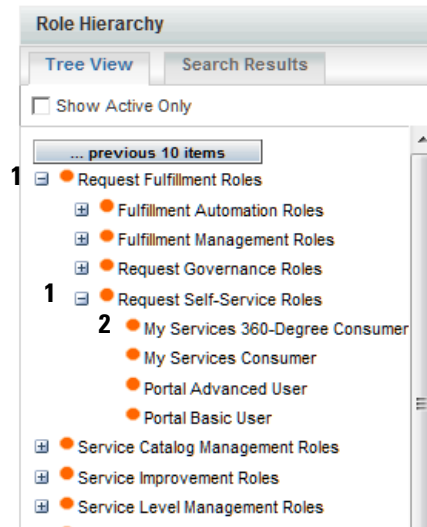 Role Hierarchy
Tree View Search Results
Show Active Only
... previous 10 items
1 Request Fulfillment Roles
Fulfillment Automation Roles
Fulfillment Management Roles
Request Governance Roles
1 Request Self-Service Roles
2 My Services 360-Degree Consumer
My Services Consumer
Portal Advanced User
Portal Basic User
Service Catalog Management Roles
Service Improvement Roles
Service Level Management Roles